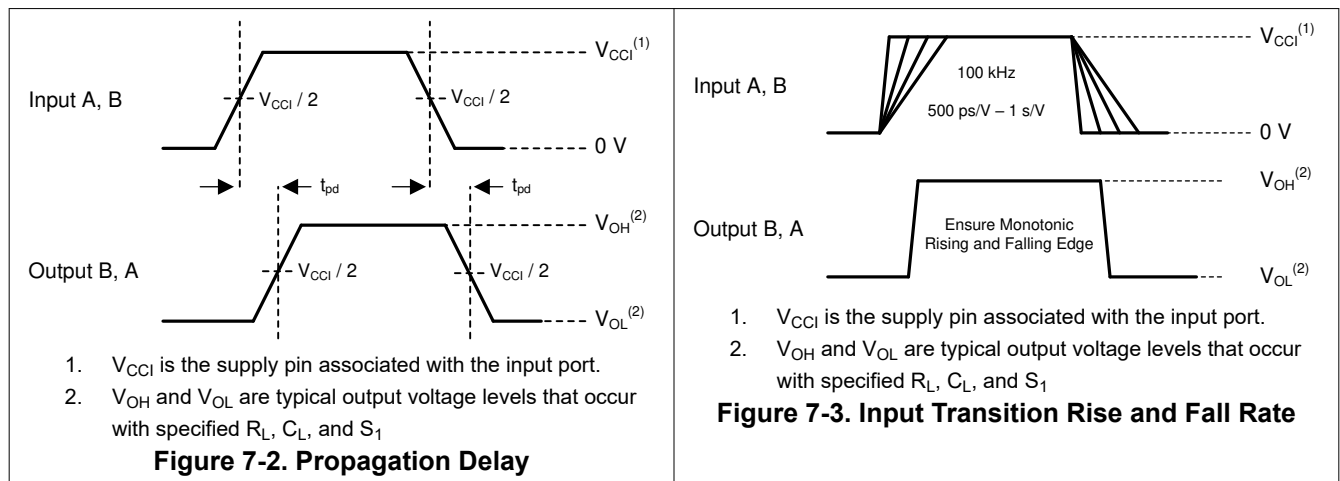 V_CCI(1)
Input A, B
V_CCI / 2
V_CCI / 2
0 V
t_pd
t_pd
V_OH(2)
Output B, A
V_CCI / 2
V_CCI / 2
V_OL(2)
1. V_CCI is the supply pin associated with the input port.
2. V_OH and V_OL are typical output voltage levels that occur
with specified R_L, C_L, and S_1
Figure 7-2. Propagation Delay
V_CCI(1)
100 kHz
Input A, B
500 ps/V – 1 s/V
0 V
V_OH(2)
Output B, A
Ensure Monotonic
Rising and Falling Edge
V_OL(2)
1. V_CCI is the supply pin associated with the input port.
2. V_OH and V_OL are typical output voltage levels that occur
with specified R_L, C_L, and S_1
Figure 7-3. Input Transition Rise and Fall Rate